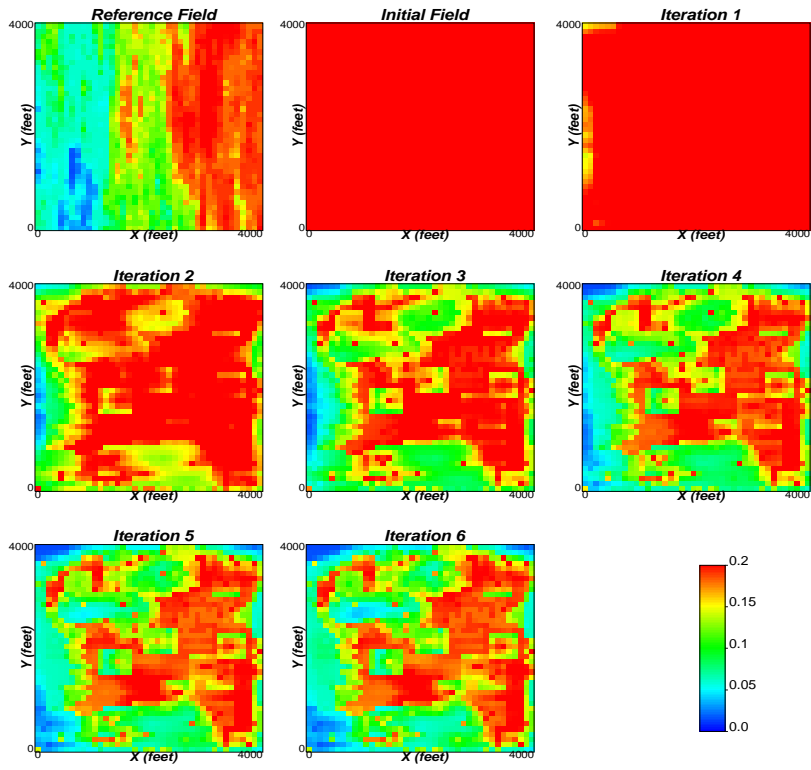 Reference Field
Initial Field
Iteration 1
4000
Y (feet)
0
0
X (feet)
4000
4000
Y (feet)
0
0
X (feet)
4000
4000
Y (feet)
0
0
X (feet)
4000
Iteration 2
Iteration 3
Iteration 4
4000
Y (feet)
0
0
X (feet)
4000
4000
Y (feet)
0
0
X (feet)
4000
4000
Y (feet)
0
0
X (feet)
4000
Iteration 5
Iteration 6
4000
Y (feet)
0
0
X (feet)
4000
4000
Y (feet)
0
0
X (feet)
4000
0.2
0.15
0.1
0.05
0.0